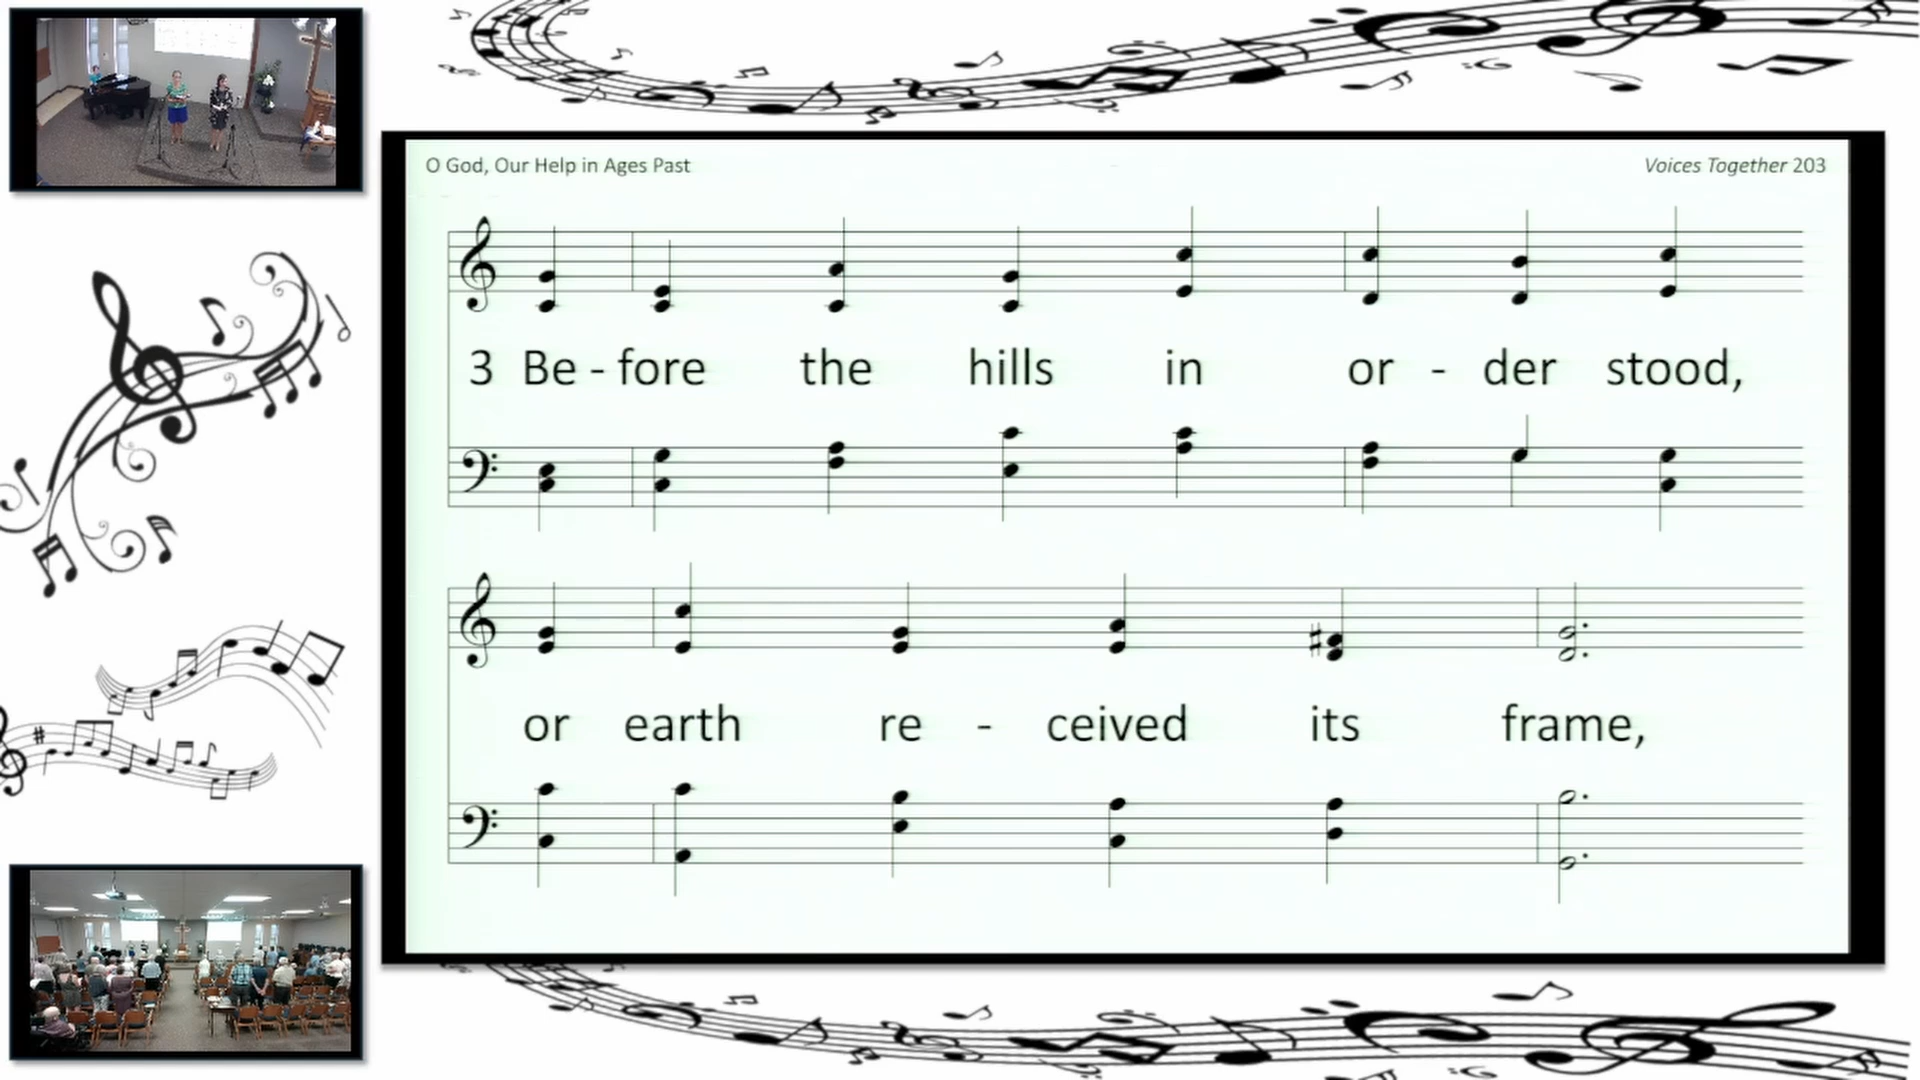 O God, Our Help in Ages Past
Voices Together 203
3 Be - fore the hills in or - der stood,
or earth re - ceived its frame,